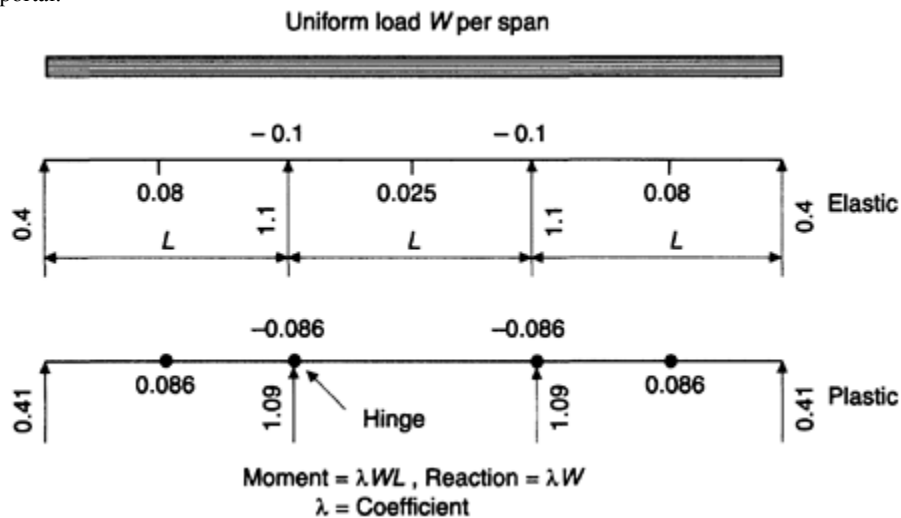 portal.
Uniform load W per span
– 0.1 – 0.1
0.08 0.025 0.08 Elastic
0.4 1.1 1.1 0.4
L L L
–0.086 –0.086
0.086 0.086 Plastic
0.41 1.09 1.09 0.41
Hinge
Moment = λWL , Reaction = λW
λ = Coefficient